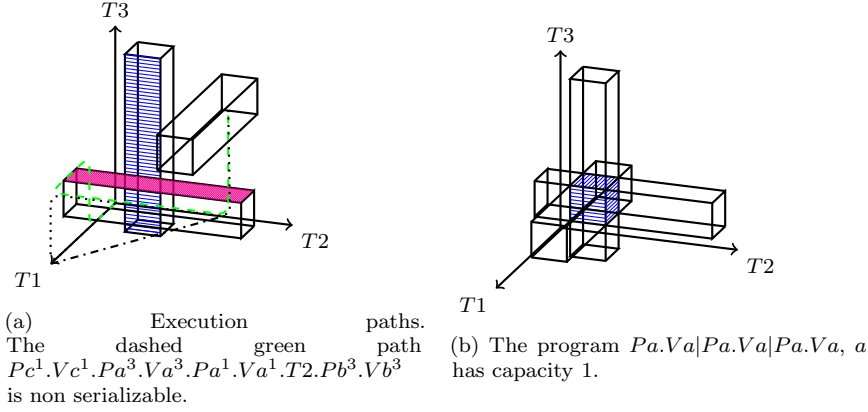 T3
T2
T1
(a) Execution paths.
The dashed green path
Pc¹.Vc¹.Pa³.Va³.Pa¹.Va¹.T2.Pb³.Vb³
is non serializable.
T3
T2
T1
(b) The program Pa.Va|Pa.Va|Pa.Va, a
has capacity 1.